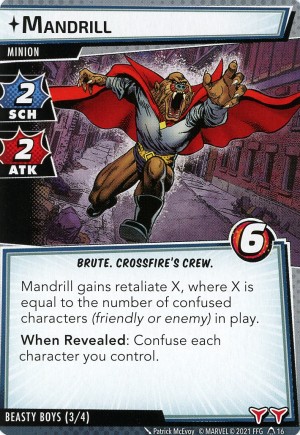 MANDRILL
MINION
2
SCH
2
ATK
6
BRUTE. CROSSFIRE'S CREW.
Mandrill gains retaliate X, where X is
equal to the number of confused
characters (friendly or enemy) in play.
When Revealed: Confuse each
character you control.
BEASTY BOYS (3/4)
Patrick McEvoy © MARVEL © 2021 FFG 16